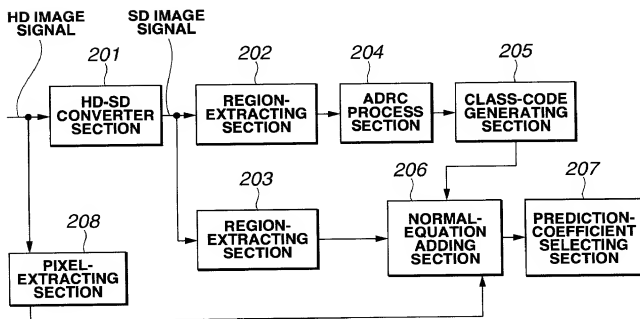 HD IMAGE
SIGNAL
SD IMAGE
SIGNAL
201
HD-SD
CONVERTER
SECTION
202
REGION-
EXTRACTING
SECTION
204
ADRC
PROCESS
SECTION
205
CLASS-CODE
GENERATING
SECTION
203
REGION-
EXTRACTING
SECTION
206
NORMAL-
EQUATION
ADDING
SECTION
207
PREDICTION-
COEFFICIENT
SELECTING
SECTION
208
PIXEL-
EXTRACTING
SECTION